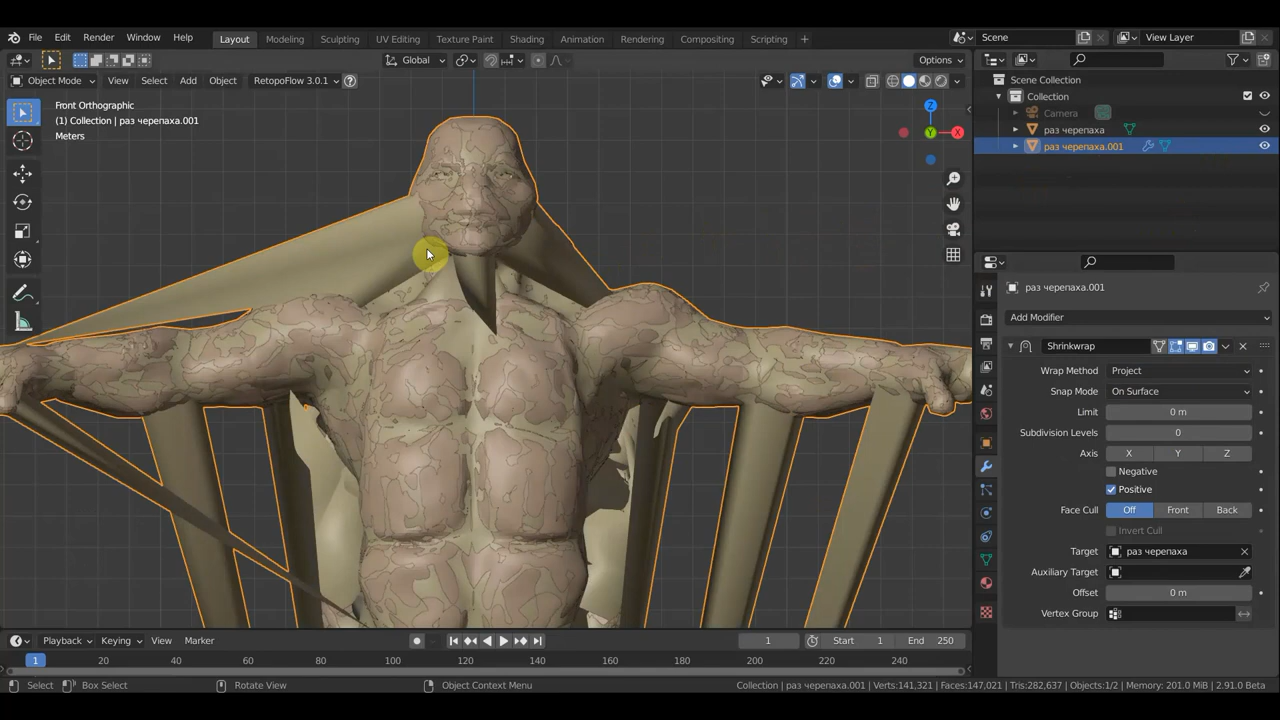 File Edit Render Window Help Layout Modeling Sculpting UV Editing Texture Paint Shading Animation Rendering Compositing Scripting + Scene View Layer
Global Options
Object Mode View Select Add Object RetopoFlow 3.0.1
Front Orthographic
(1) Collection | раз черепаха.001
Meters
Z
Y
X
Scene Collection
Collection
Camera
раз черепаха
раз черепаха.001
раз черепаха.001
Add Modifier
Shrinkwrap
Wrap Method Project
Snap Mode On Surface
Limit 0 m
Subdivision Levels 0
Axis X Y Z
Negative
Positive
Face Cull Off Front Back
Invert Cull
Target раз черепаха
Auxiliary Target
Offset 0 m
Vertex Group
Playback Keying View Marker 1 Start 1 End 250
1 20 40 60 80 100 120 140 160 180 200 220 240
Select Box Select Rotate View Object Context Menu Collection | раз черепаха.001 | Verts:141,321 | Faces:147,021 | Tris:282,637 | Objects:1/2 | Memory: 201.0 MiB | 2.91.0 Beta